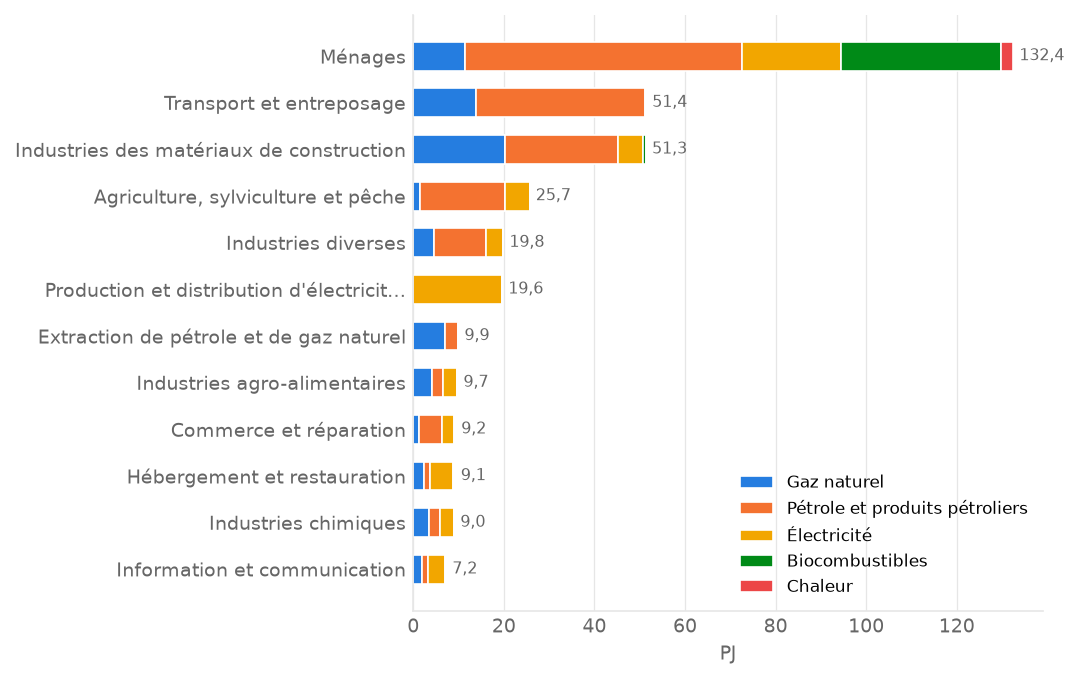 Ménages 132,4
Transport et entreposage 51,4
Industries des matériaux de construction 51,3
Agriculture, sylviculture et pêche 25,7
Industries diverses 19,8
Production et distribution d'électricit… 19,6
Extraction de pétrole et de gaz naturel 9,9
Industries agro-alimentaires 9,7
Commerce et réparation 9,2
Hébergement et restauration 9,1
Industries chimiques 9,0
Information et communication 7,2
Gaz naturel
Pétrole et produits pétroliers
Électricité
Biocombustibles
Chaleur
0 20 40 60 80 100 120
PJ